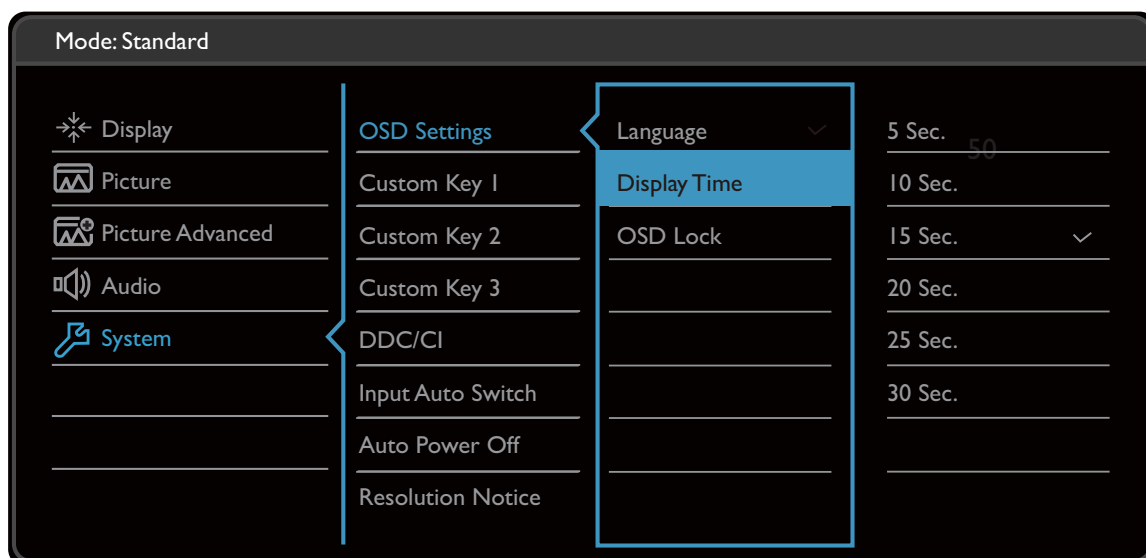 Mode: Standard
Display
Picture
Picture Advanced
Audio
System
OSD Settings
Custom Key 1
Custom Key 2
Custom Key 3
DDC/CI
Input Auto Switch
Auto Power Off
Resolution Notice
Language
Display Time
OSD Lock
5 Sec.
50
10 Sec.
15 Sec.
20 Sec.
25 Sec.
30 Sec.